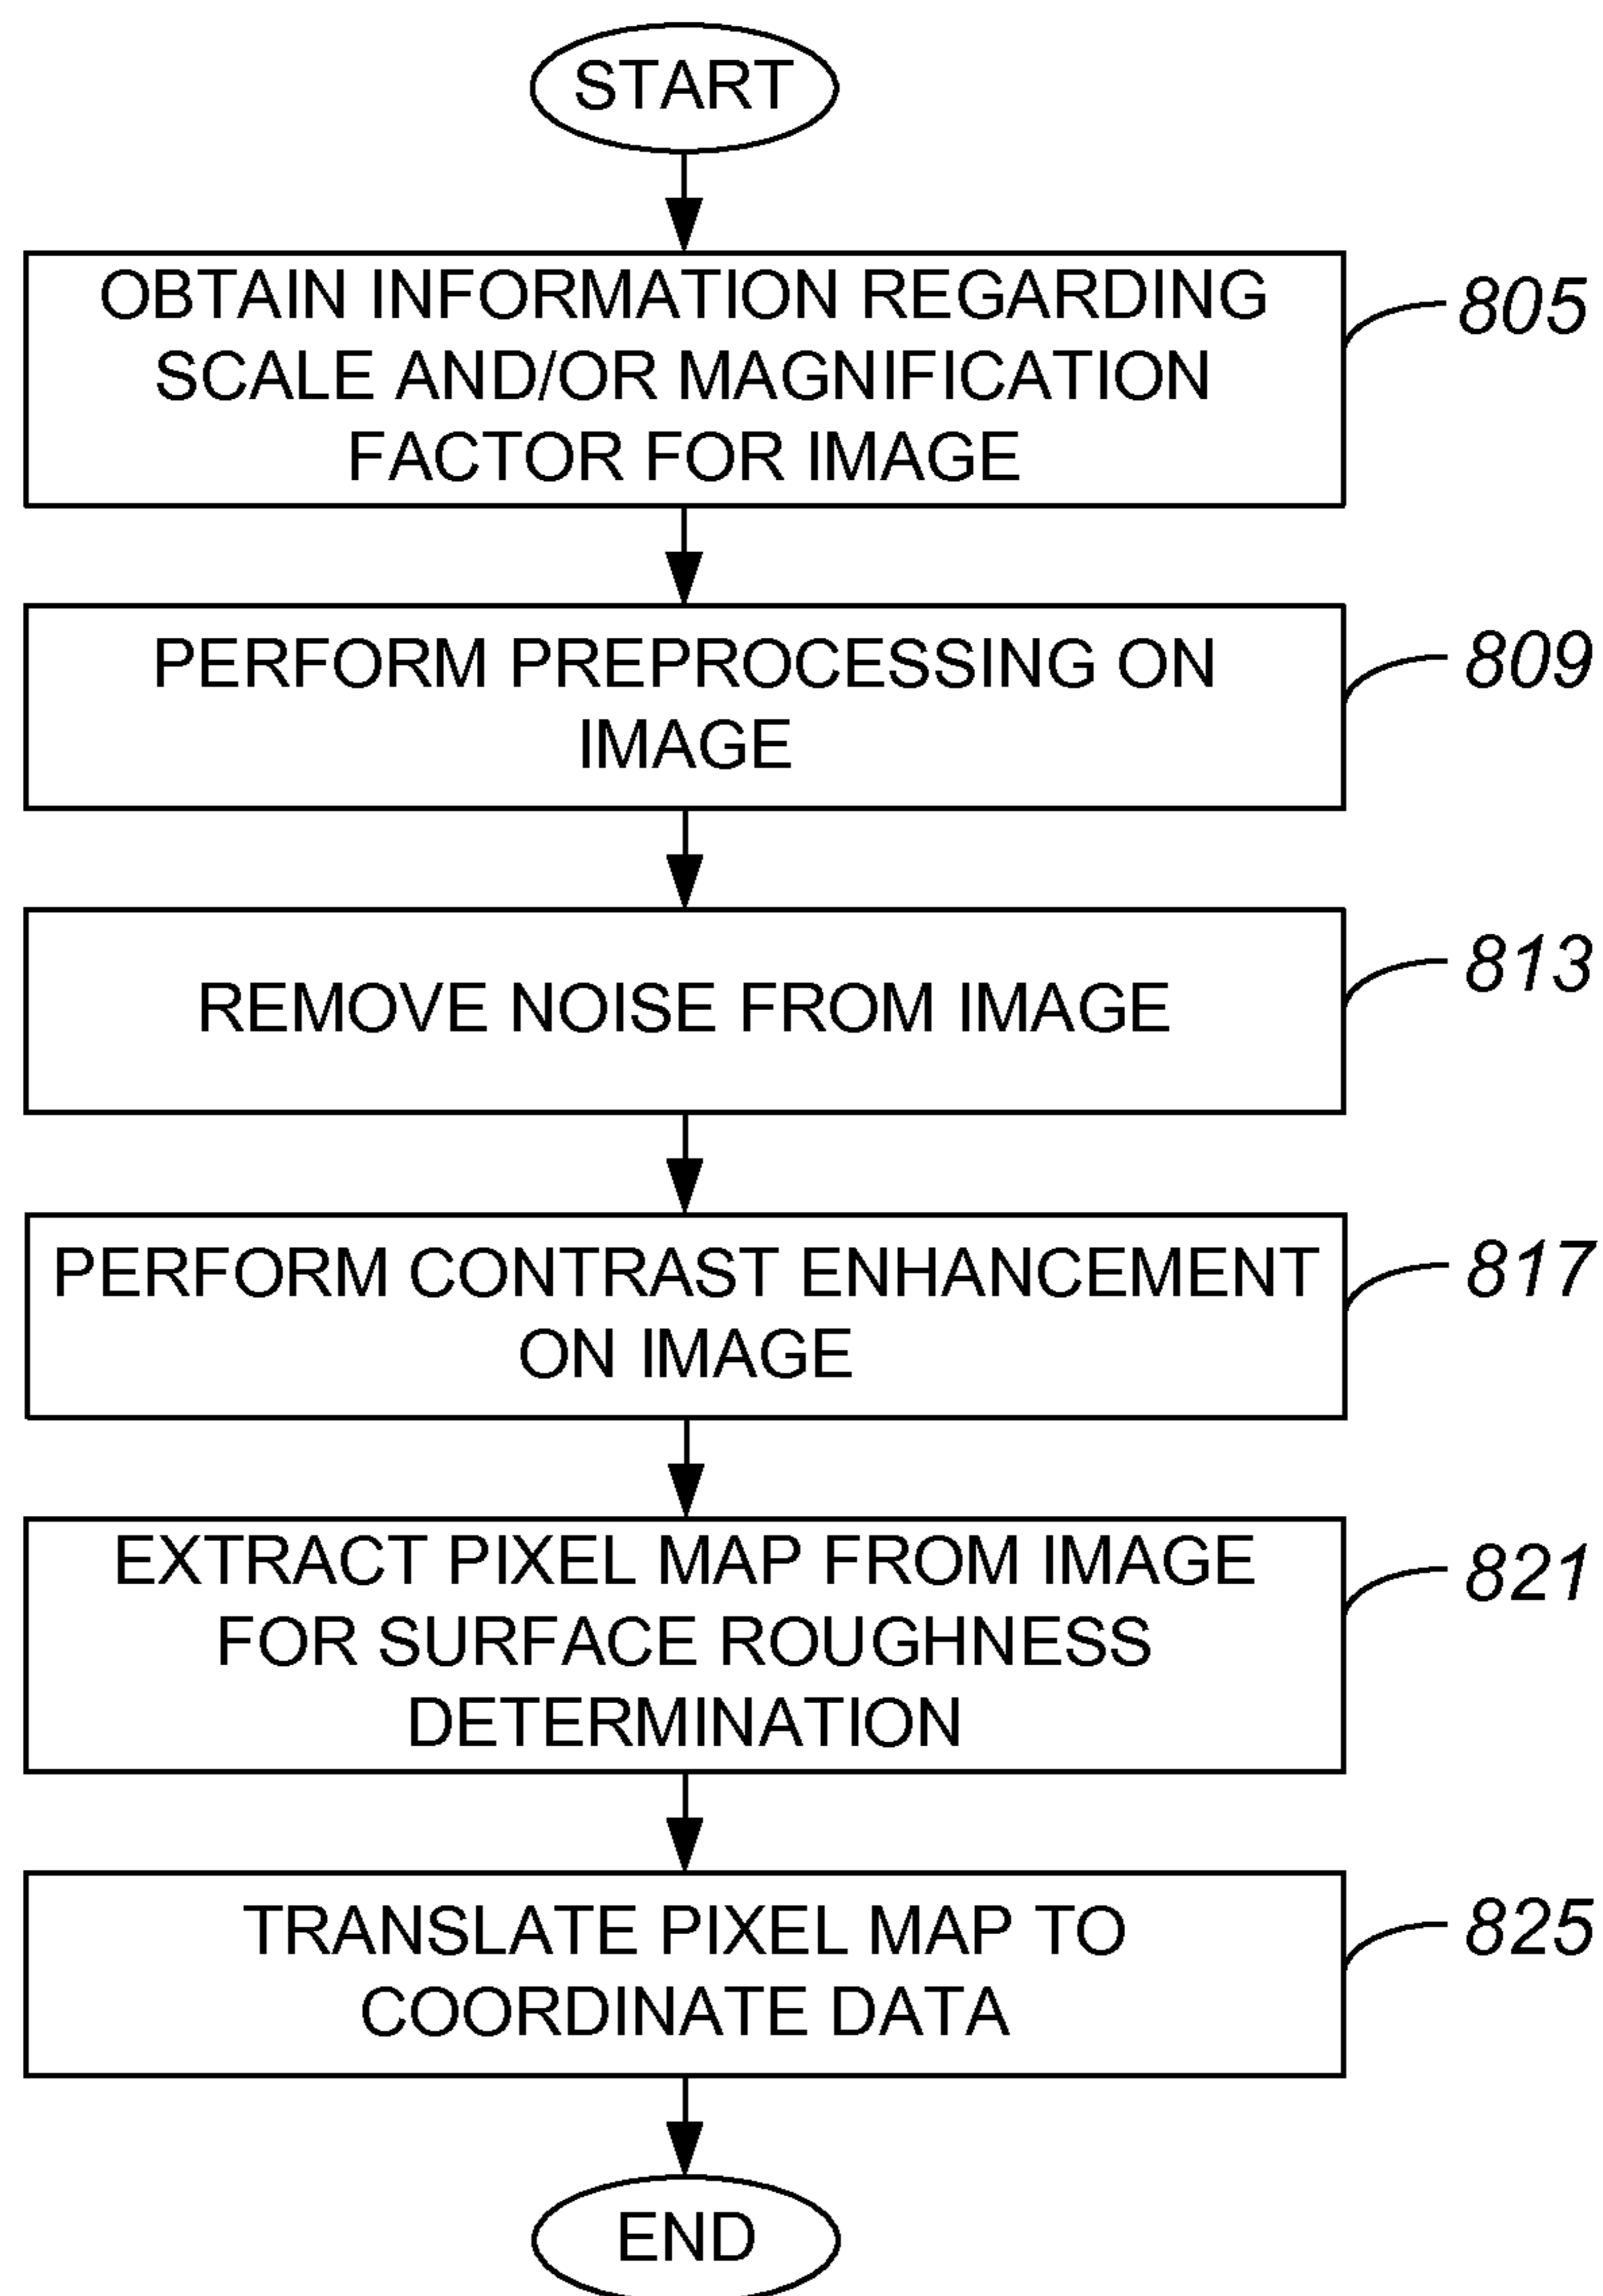 START
OBTAIN INFORMATION REGARDING
SCALE AND/OR MAGNIFICATION
FACTOR FOR IMAGE
805
PERFORM PREPROCESSING ON
IMAGE
809
REMOVE NOISE FROM IMAGE
813
PERFORM CONTRAST ENHANCEMENT
ON IMAGE
817
EXTRACT PIXEL MAP FROM IMAGE
FOR SURFACE ROUGHNESS
DETERMINATION
821
TRANSLATE PIXEL MAP TO
COORDINATE DATA
825
END